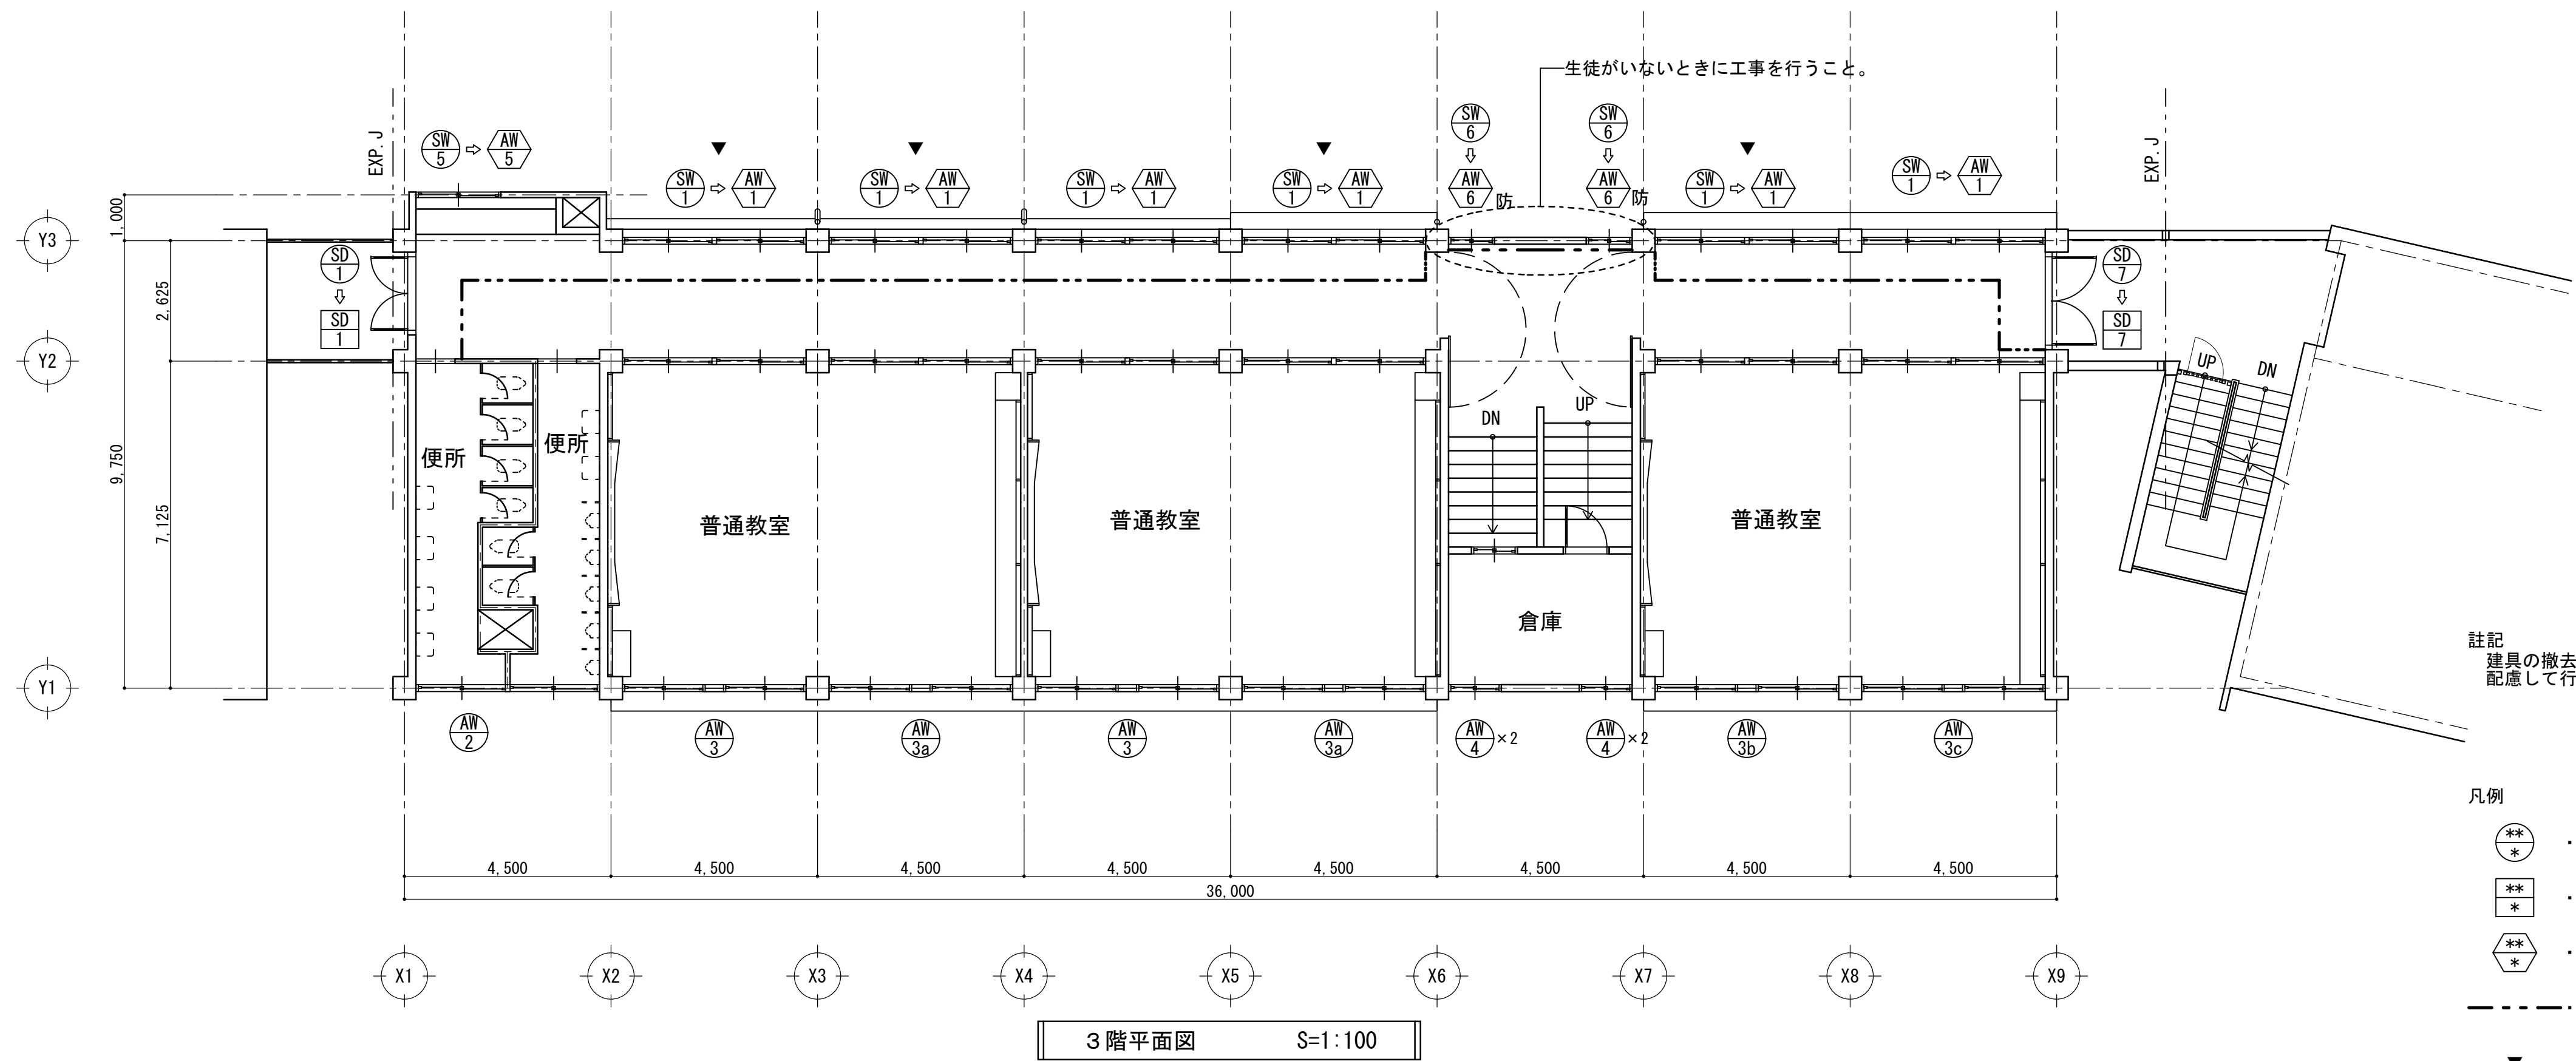 生徒がいないときに工事を行うこと。
EXP.J
SW
5
AW
5
SW
1
AW
1
SW
1
AW
1
SW
1
AW
1
SW
1
AW
1
SW
6
AW
6
防
SW
6
AW
6
防
SW
1
AW
1
SW
1
AW
1
EXP.J
1,000
Y3
SD
1
SD
1
2,625
SD
7
SD
7
Y2
UP
DN
DN
UP
便所
便所
9,750
7,125
普通教室
普通教室
普通教室
倉庫
註記
建具の撤去
配慮して行
Y1
AW
2
AW
3
AW
3a
AW
3
AW
3a
AW
4
×2
AW
4
×2
AW
3b
AW
3c
凡例
**
*
・
**
*
・
**
*
・
4,500
4,500
4,500
4,500
4,500
4,500
4,500
4,500
36,000
X1
X2
X3
X4
X5
X6
X7
X8
X9
3階平面図 S=1:100